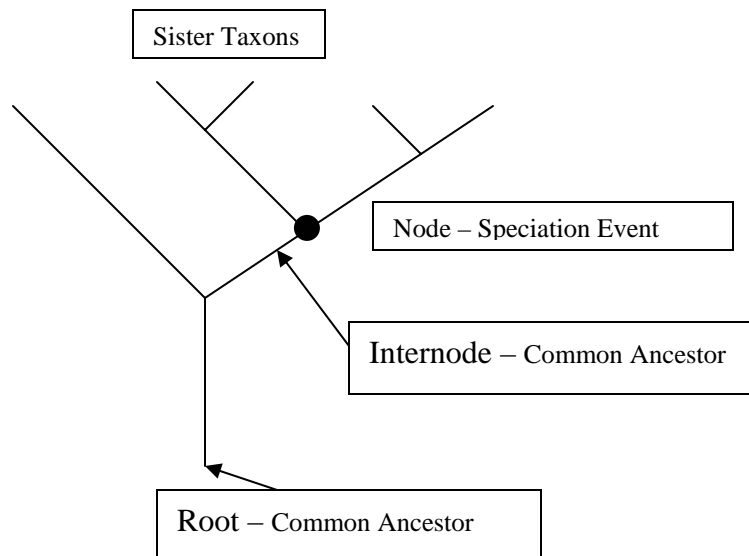 Sister Taxons
Node – Speciation Event
Internode – Common Ancestor
Root – Common Ancestor